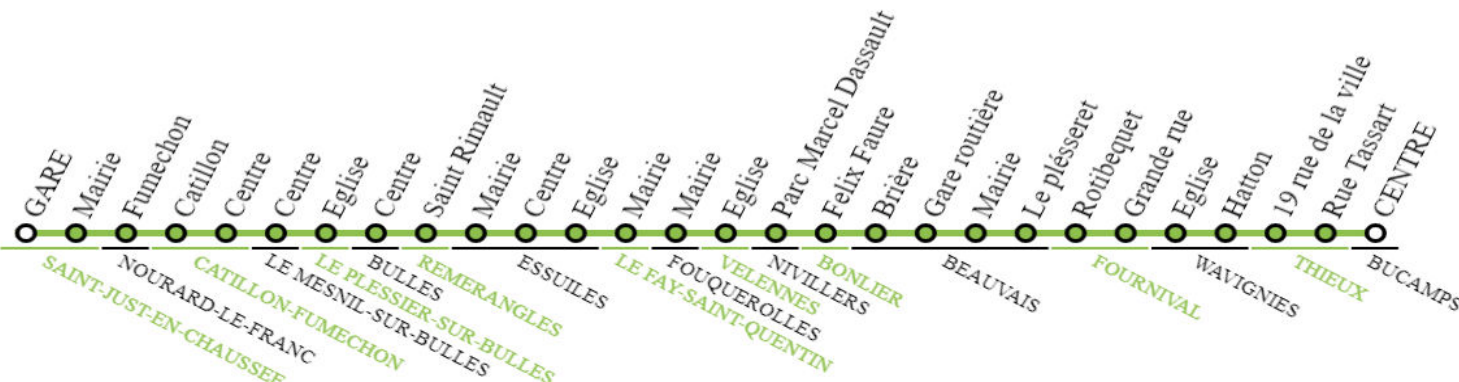 GARE
Mairie
Fumechon
Catillon
Centre
Centre
Eglise
Centre
Saint Rimault
Mairie
Centre
Eglise
Mairie
Mairie
Eglise
Parc Marcel Dassault
Felix Faure
Brière
Gare routière
Mairie
Le plésseret
Rotibequet
Grande rue
Eglise
Hatton
19 rue de la ville
Rue Tassart
CENTRE
SAINT-JUST-EN-CHAUSSEE
NOURARD-LE-FRANC
CATILLON-FUMECHON
LE MESNIL-SUR-BULLES
LE PLESSIER-SUR-BULLES
BULLES
REMERANGLES
ESSUILES
LE FAY-SAINT-QUENTIN
FOUQUEROLLES
VELENNES
NIVILLERS
BONLIER
BEAUVAIS
FOURNIVAL
WAVIGNIES
THIEUX
BUCAMPS